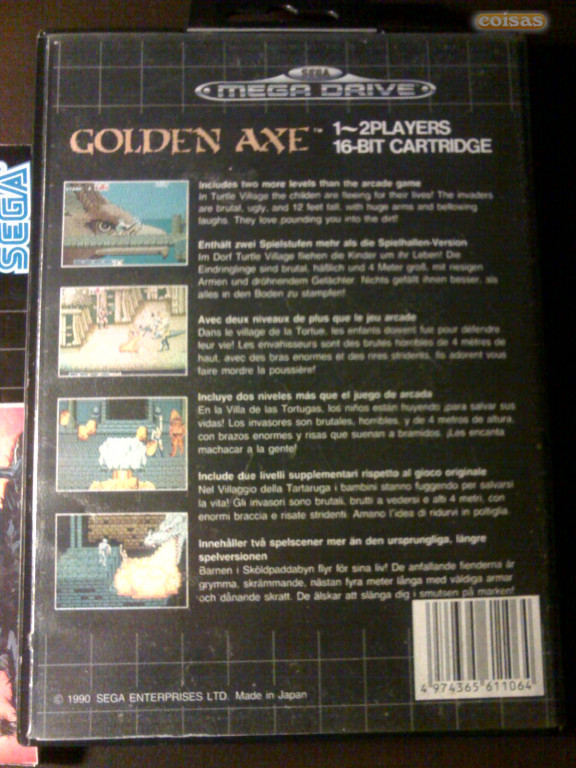 coisas
SEGA
MEGA DRIVE
GOLDEN AXE™
1~2PLAYERS
16-BIT CARTRIDGE
SEGA
Includes two more levels than the arcade game
In Turtle Village the childen are fleeing for their lives! The invaders
are brutal, ugly, and 12 feet tall, with huge arms and bellowing
laughs. They love pounding you into the dirt!
Enthält zwei Spielstufen mehr als die Spielhallen-Version
Im Dorf Turtle Village fliehen die Kinder um ihr Leben! Die
Eindringlinge sind brutal, häßlich und 4 Meter groß, mit riesigen
Armen und dröhnendem Gelächter. Nichts gefällt ihnen besser, als
alles in den Boden zu stampfen!
Avec deux niveaux de plus que le jeu arcade
Dans le village de la Tortue, les enfants doivent fuir pour défendre
leur vie! Les envahisseurs sont des brutes horribles de 4 mètres de
haut, avec des bras enormes et des rires stridents, ils adorent vous
faire mordre la poussière!
Incluye dos niveles más que el juego de arcada
En la Villa de las Tortugas, los niños están huyendo ¡para salvar sus
vidas! Los invasores son brutales, horribles, y de 4 metros de altura,
con brazos enormes y risas que suenan a bramidos. ¡Les encanta
machacar a la gente!
Include due livelli supplementari rispetto al gioco originale
Nel Villaggio della Tartaruga i bambini stanno fuggendo per salvarsi
la vita! Gli invasori sono brutali, brutti a vedersi e alti 4 metri, con
enormi braccia e risate stridenti. Amano l'idea di ridurvi in poltiglia.
Innehåller två spelscener mer än den ursprungliga, längre
spelversionen
Barnen i Sköldpaddabyn flyr för sina liv! De anfallande fienderna är
grymma, skrämmande, nästan fyra meter långa med väldiga armar
och dånande skratt. De älskar att slänga dig i smutsen på marken!
© 1990 SEGA ENTERPRISES LTD. Made in Japan
4 974365 611064